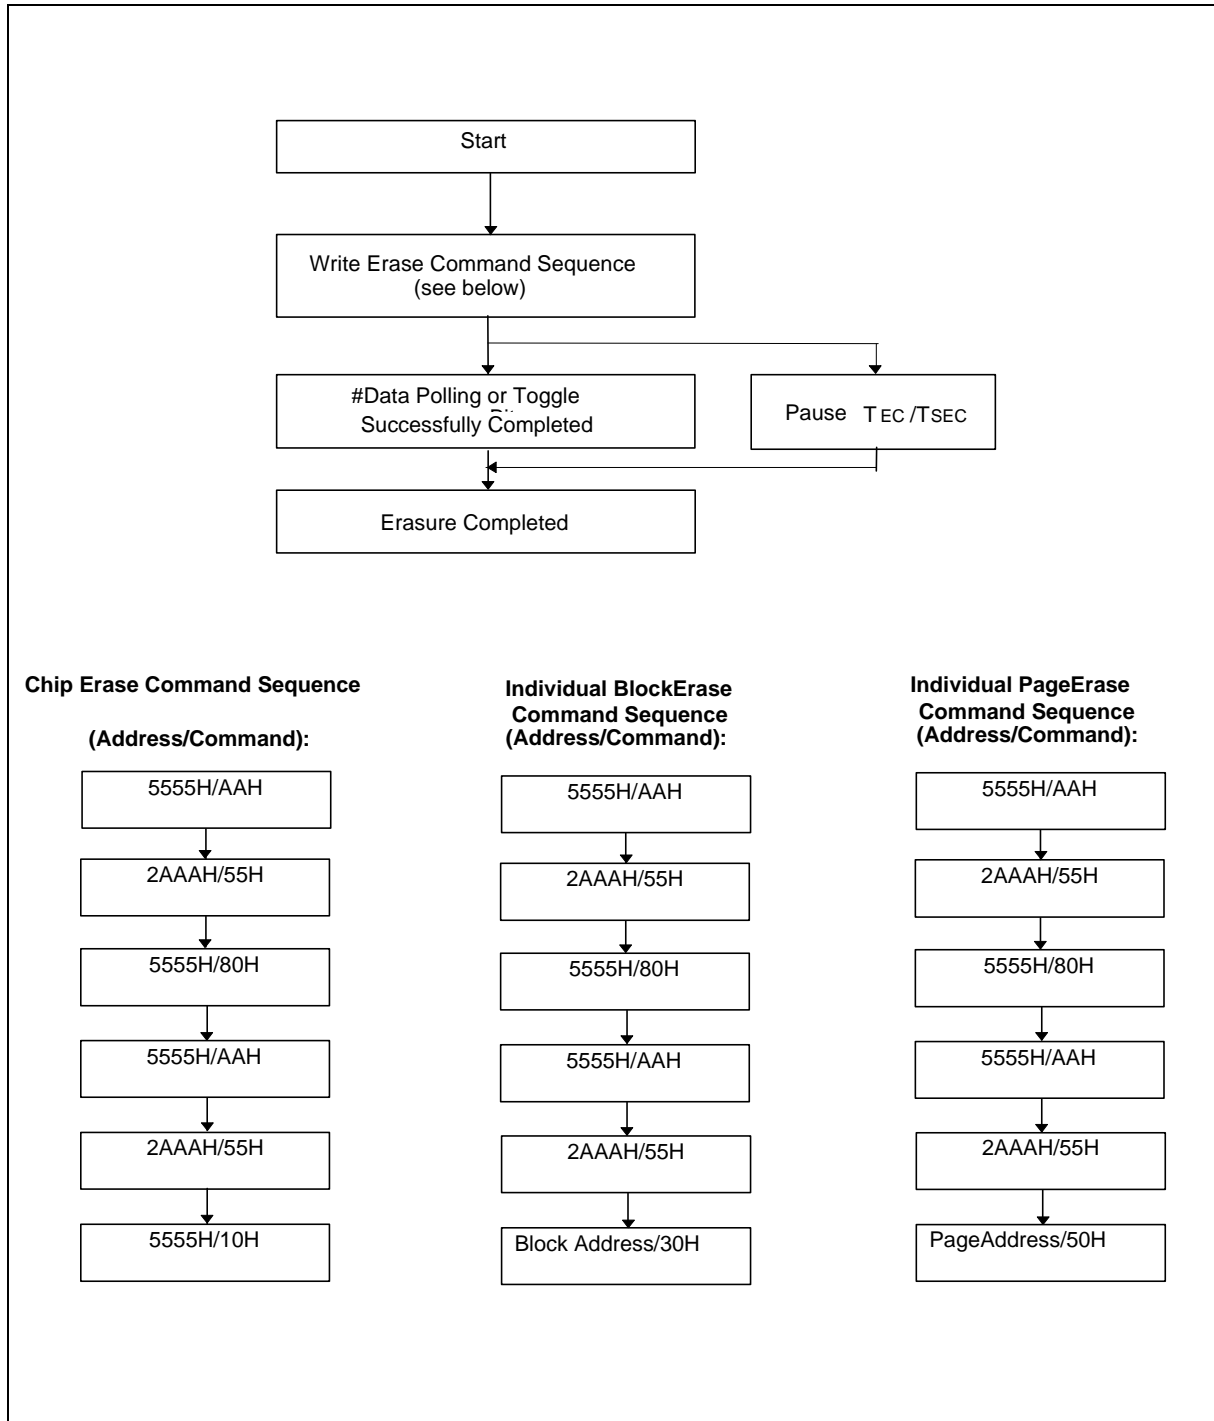 Start
Write Erase Command Sequence
(see below)
#Data Polling or Toggle
Successfully Completed
Pause TEC/TSEC
Erasure Completed
Chip Erase Command Sequence
(Address/Command):
5555H/AAH
2AAAH/55H
5555H/80H
5555H/AAH
2AAAH/55H
5555H/10H
Individual BlockErase
Command Sequence
(Address/Command):
5555H/AAH
2AAAH/55H
5555H/80H
5555H/AAH
2AAAH/55H
Block Address/30H
Individual PageErase
Command Sequence
(Address/Command):
5555H/AAH
2AAAH/55H
5555H/80H
5555H/AAH
2AAAH/55H
PageAddress/50H